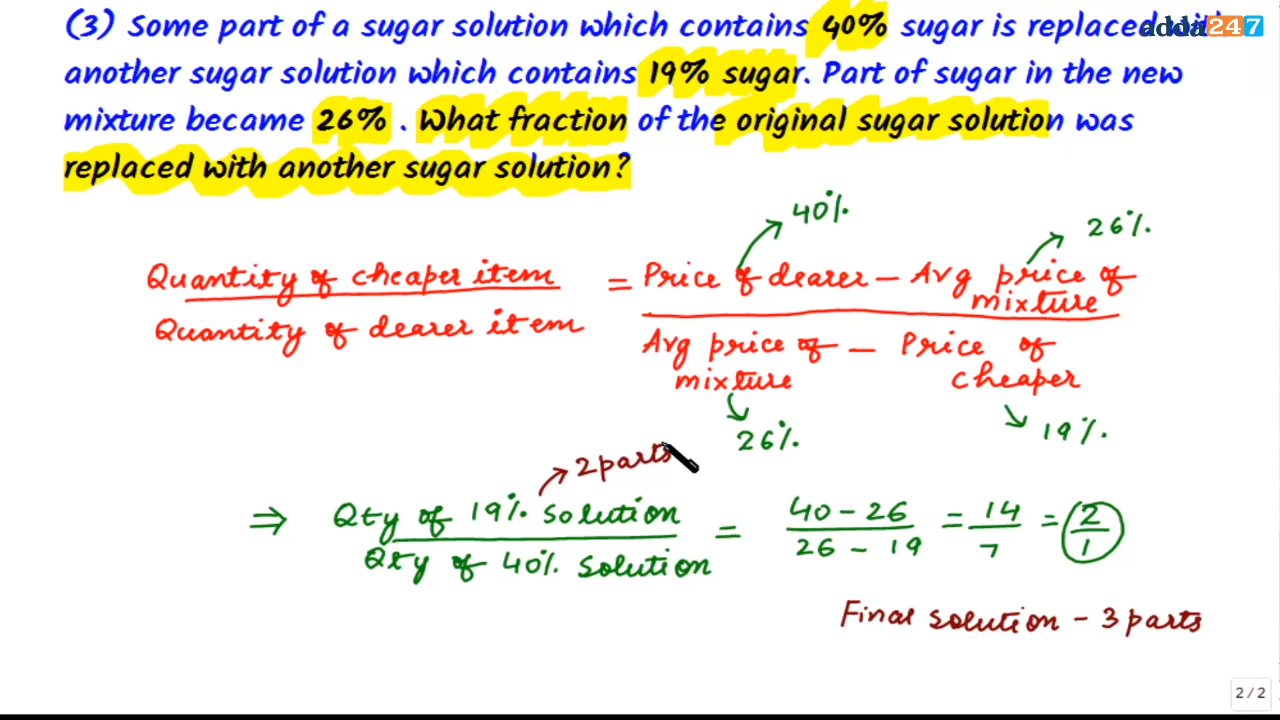 (3) Some part of a sugar solution which contains 40% sugar is replaced
adda247
another sugar solution which contains 19% sugar. Part of sugar in the new
mixture became 26% . What fraction of the original sugar solution was
replaced with another sugar solution?
40%
26%
Quantity of cheaper item = Price of dearer - Avg price of mixture
Quantity of dearer item
Avg price of mixture - Price of cheaper
26%
19%
2 parts
⇒ Qty of 19% solution = 40 - 26 = 14 = 2
Qty of 40% solution 26 - 19 7 1
Final solution - 3 parts
2 / 2